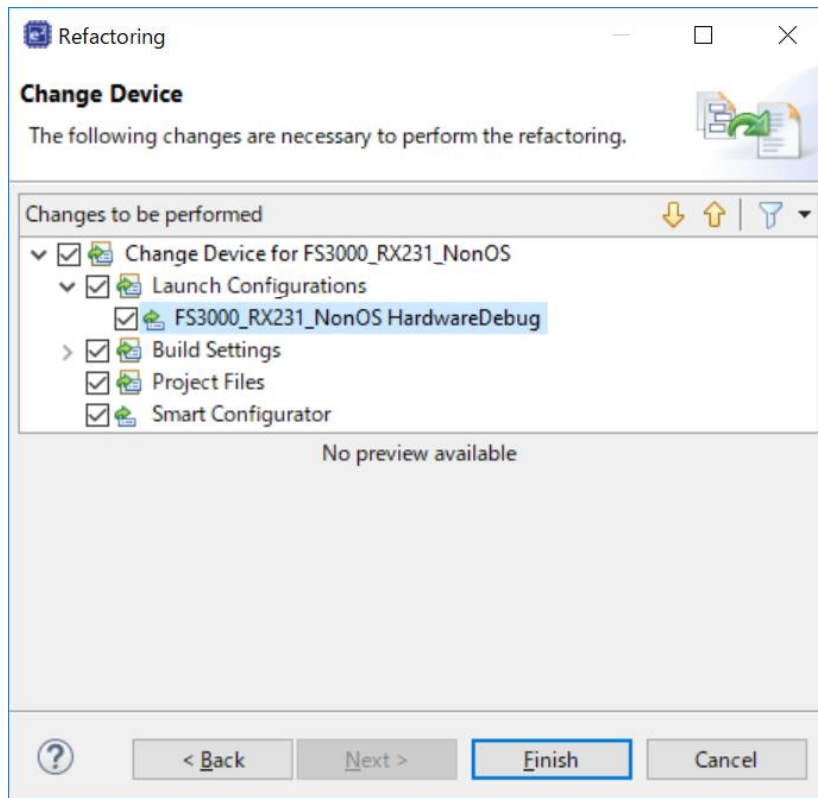 Refactoring
Change Device
The following changes are necessary to perform the refactoring.
Changes to be performed
Change Device for FS3000_RX231_NonOS
Launch Configurations
FS3000_RX231_NonOS HardwareDebug
Build Settings
Project Files
Smart Configurator
No preview available
? < Back Next > Finish Cancel